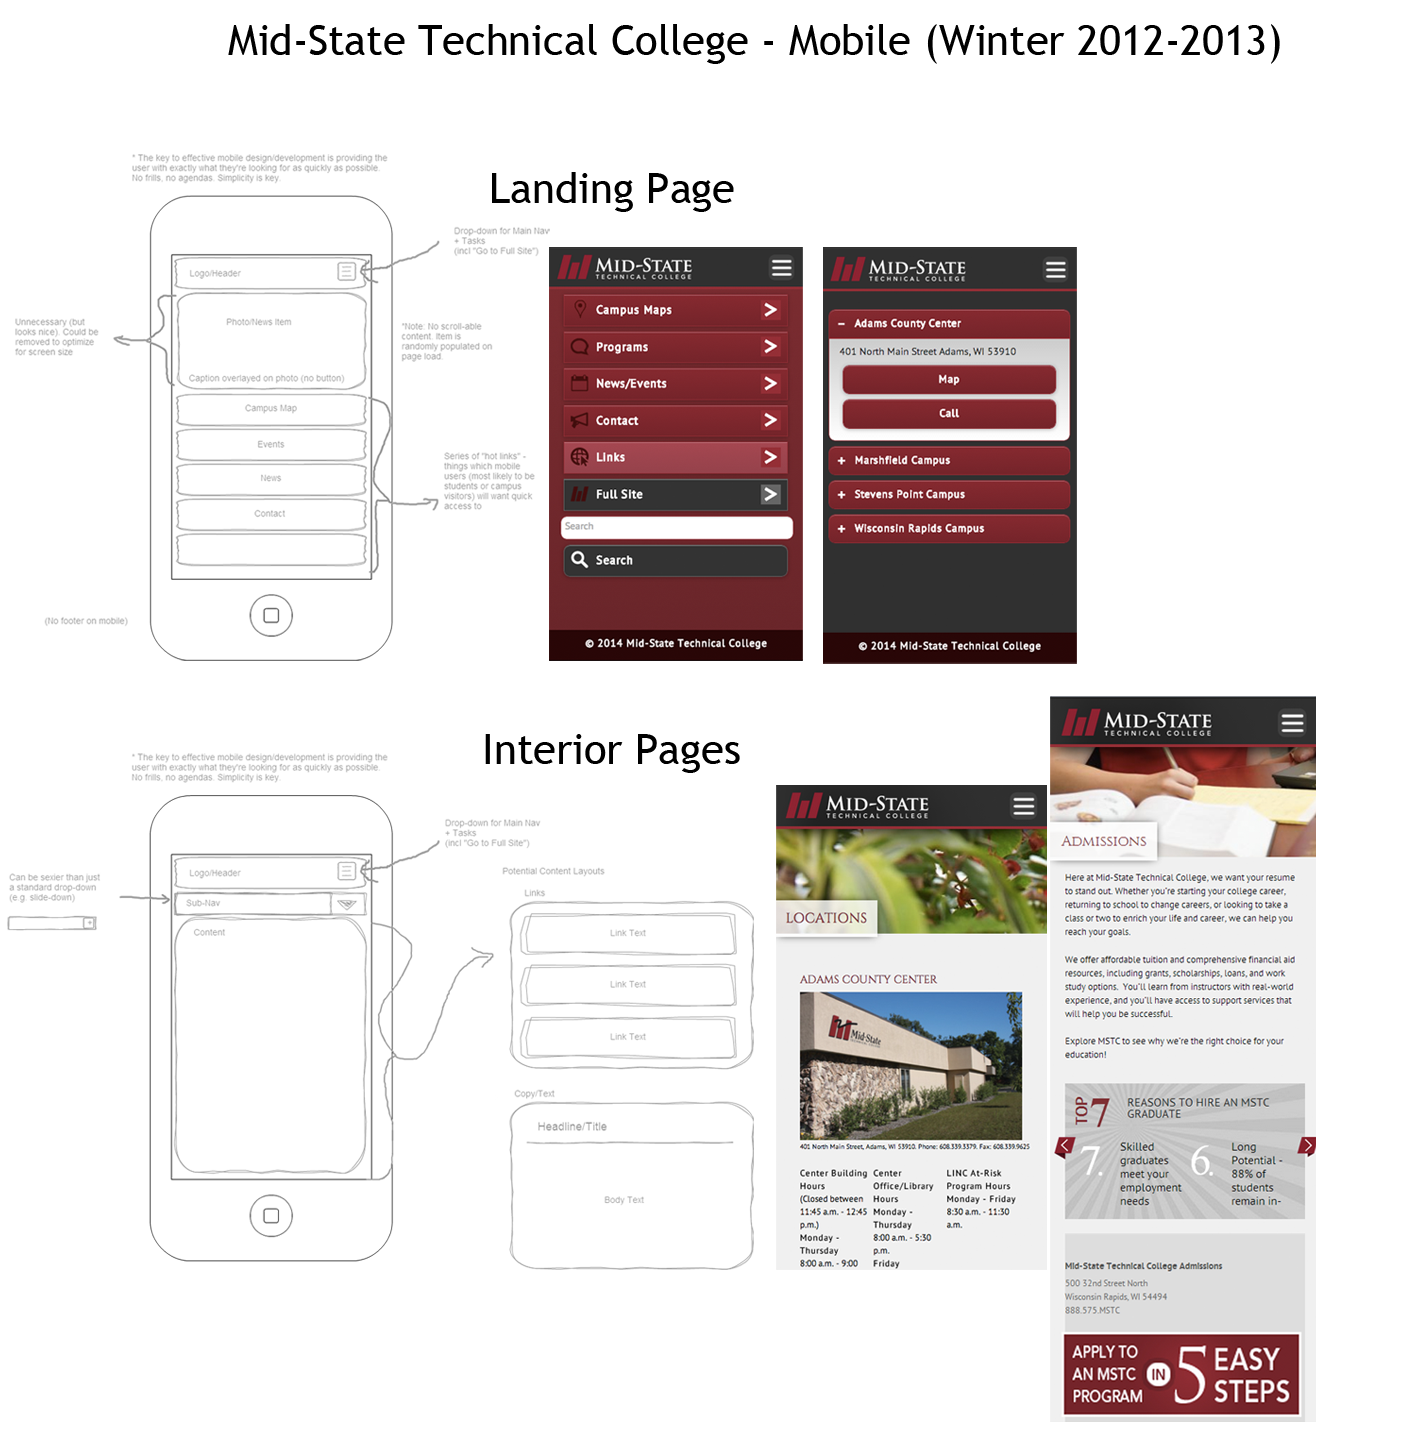 Mid-State Technical College - Mobile (Winter 2012-2013)
* The key to effective mobile design/development is providing the
user with exactly what they're looking for as quickly as possible.
No frills, no agendas. Simplicity is key.
Landing Page
Drop-down for Main Nav
+ Tasks
(incl "Go to Full Site")
Logo/Header
Photo/News Item
Caption overlayed on photo (no button)
Unnecessary (but
looks nice). Could be
removed to optimize
for screen size
*Note: No scroll-able
content. Item is
randomly populated on
page load.
Campus Map
Events
News
Contact
Series of "hot links" -
things which mobile
users (most likely to be
students or campus
visitors) will want quick
access to
(No footer on mobile)
MID-STATE
TECHNICAL COLLEGE
Campus Maps
Programs
News/Events
Contact
Links
Full Site
Search
Search
© 2014 Mid-State Technical College
MID-STATE
TECHNICAL COLLEGE
Adams County Center
401 North Main Street Adams, WI 53910
Map
Call
Marshfield Campus
Stevens Point Campus
Wisconsin Rapids Campus
© 2014 Mid-State Technical College
Interior Pages
* The key to effective mobile design/development is providing the
user with exactly what they're looking for as quickly as possible.
No frills, no agendas. Simplicity is key.
Drop-down for Main Nav
+ Tasks
(incl "Go to Full Site")
Can be sexier than just
a standard drop-down
(e.g. slide-down)
Logo/Header
Sub-Nav
Content
Potential Content Layouts
Links
Link Text
Link Text
Link Text
Copy/Text
Headline/Title
Body Text
MID-STATE
TECHNICAL COLLEGE
LOCATIONS
ADAMS COUNTY CENTER
Mid-State
401 North Main Street, Adams, WI 53910. Phone: 608.339.3379. Fax: 608.339.9625
Center Building
Hours
(Closed between
11:45 a.m. - 12:45
p.m.)
Monday -
Thursday
8:00 a.m. - 9:00
Center
Office/Library
Hours
Monday -
Thursday
8:00 a.m. - 5:30
p.m.
Friday
LINC At-Risk
Program Hours
Monday - Friday
8:30 a.m. - 11:30
a.m.
MID-STATE
TECHNICAL COLLEGE
ADMISSIONS
Here at Mid-State Technical College, we want your resume
to stand out. Whether you're starting your college career,
returning to school to change careers, or looking to take a
class or two to enrich your life and career, we can help you
reach your goals.
We offer affordable tuition and comprehensive financial aid
resources, including grants, scholarships, loans, and work
study options. You'll learn from instructors with real-world
experience, and you'll have access to support services that
will help you be successful.
Explore MSTC to see why we're the right choice for your
education!
TOP 7
REASONS TO HIRE AN MSTC
GRADUATE
7.
Skilled
graduates
meet your
employment
needs
6.
Long
Potential -
88% of
students
remain in-
Mid-State Technical College Admissions
500 32nd Street North
Wisconsin Rapids, WI 54494
888.575.MSTC
APPLY TO
AN MSTC
PROGRAM
IN
5
EASY
STEPS